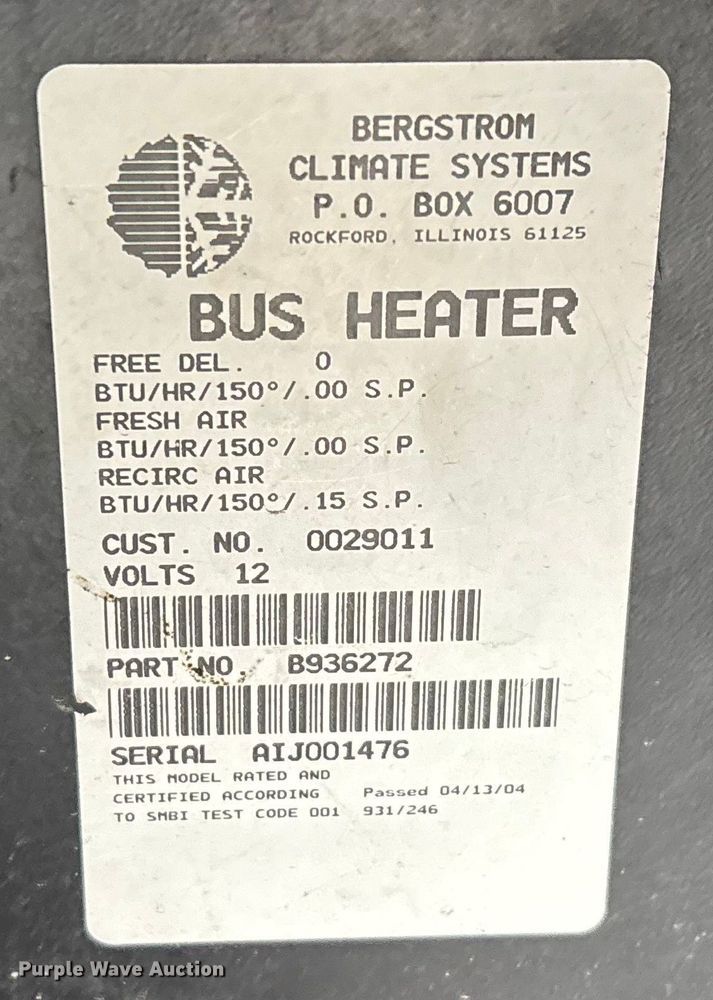 BERGSTROM
CLIMATE SYSTEMS
P.O. BOX 6007
ROCKFORD, ILLINOIS 61125
BUS HEATER
FREE DEL. 0
BTU/HR/150°/.00 S.P.
FRESH AIR
BTU/HR/150°/.00 S.P.
RECIRC AIR
BTU/HR/150°/.15 S.P.
CUST. NO. 0029011
VOLTS 12
PART NO. B936272
SERIAL AIJ001476
THIS MODEL RATED AND
CERTIFIED ACCORDING Passed 04/13/04
TO SMBI TEST CODE 001 931/246
Purple Wave Auction